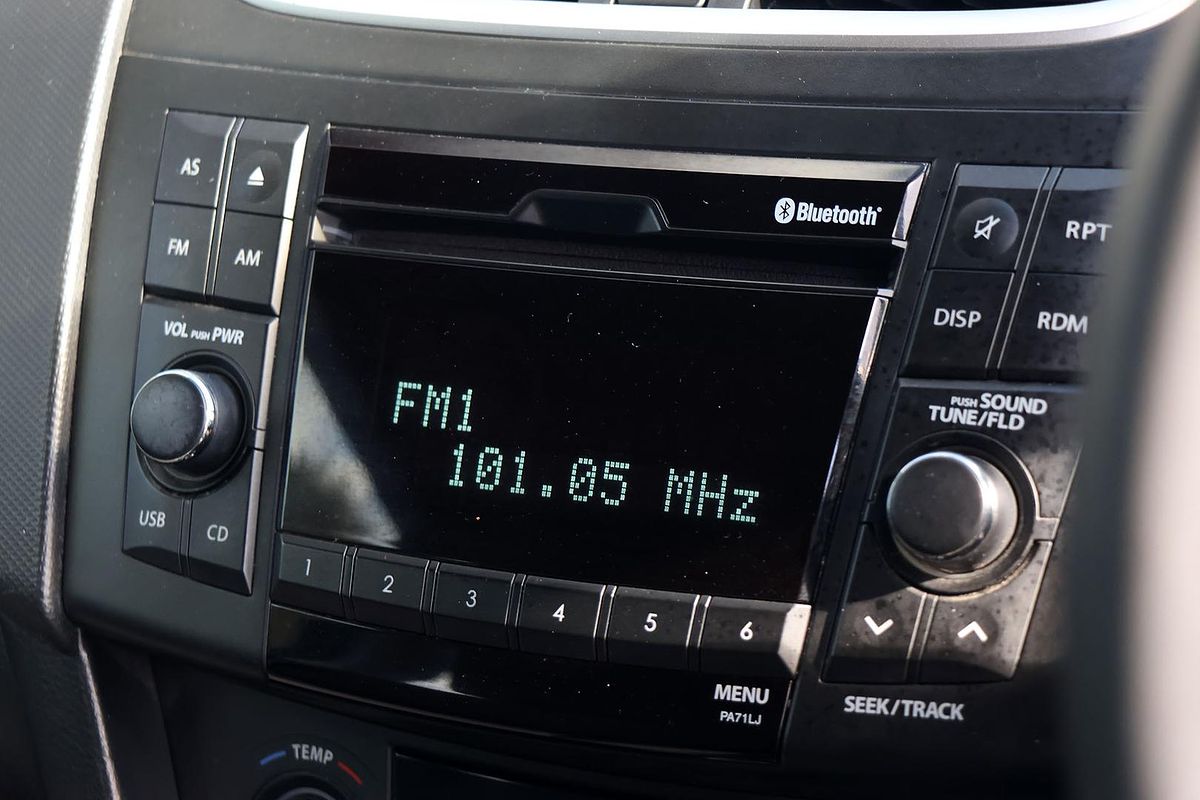 AS
FM
AM
VOL PUSH PWR
USB
CD
Bluetooth®
FM1
101.05 MHz
1
2
3
4
5
6
MENU
PA71LJ
RPT
DISP
RDM
PUSH SOUND
TUNE/FLD
SEEK/TRACK
TEMP